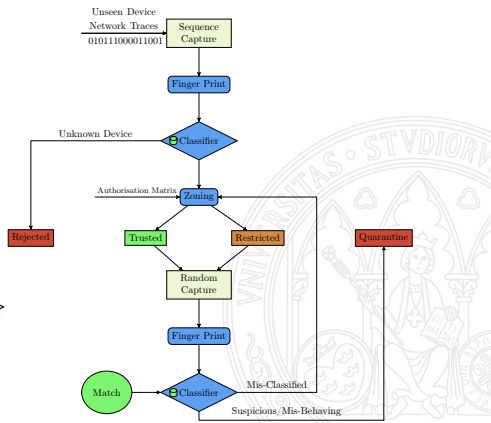 Unseen Device
Network Traces
010111000011001
Sequence
Capture
Finger Print
Classifier
Unknown Device
Authorisation Matrix
Zoning
Rejected
Trusted
Restricted
Quarantine
Random
Capture
Finger Print
Match
Classifier
Mis-Classified
Suspicious/Mis-Behaving
STVDIORV